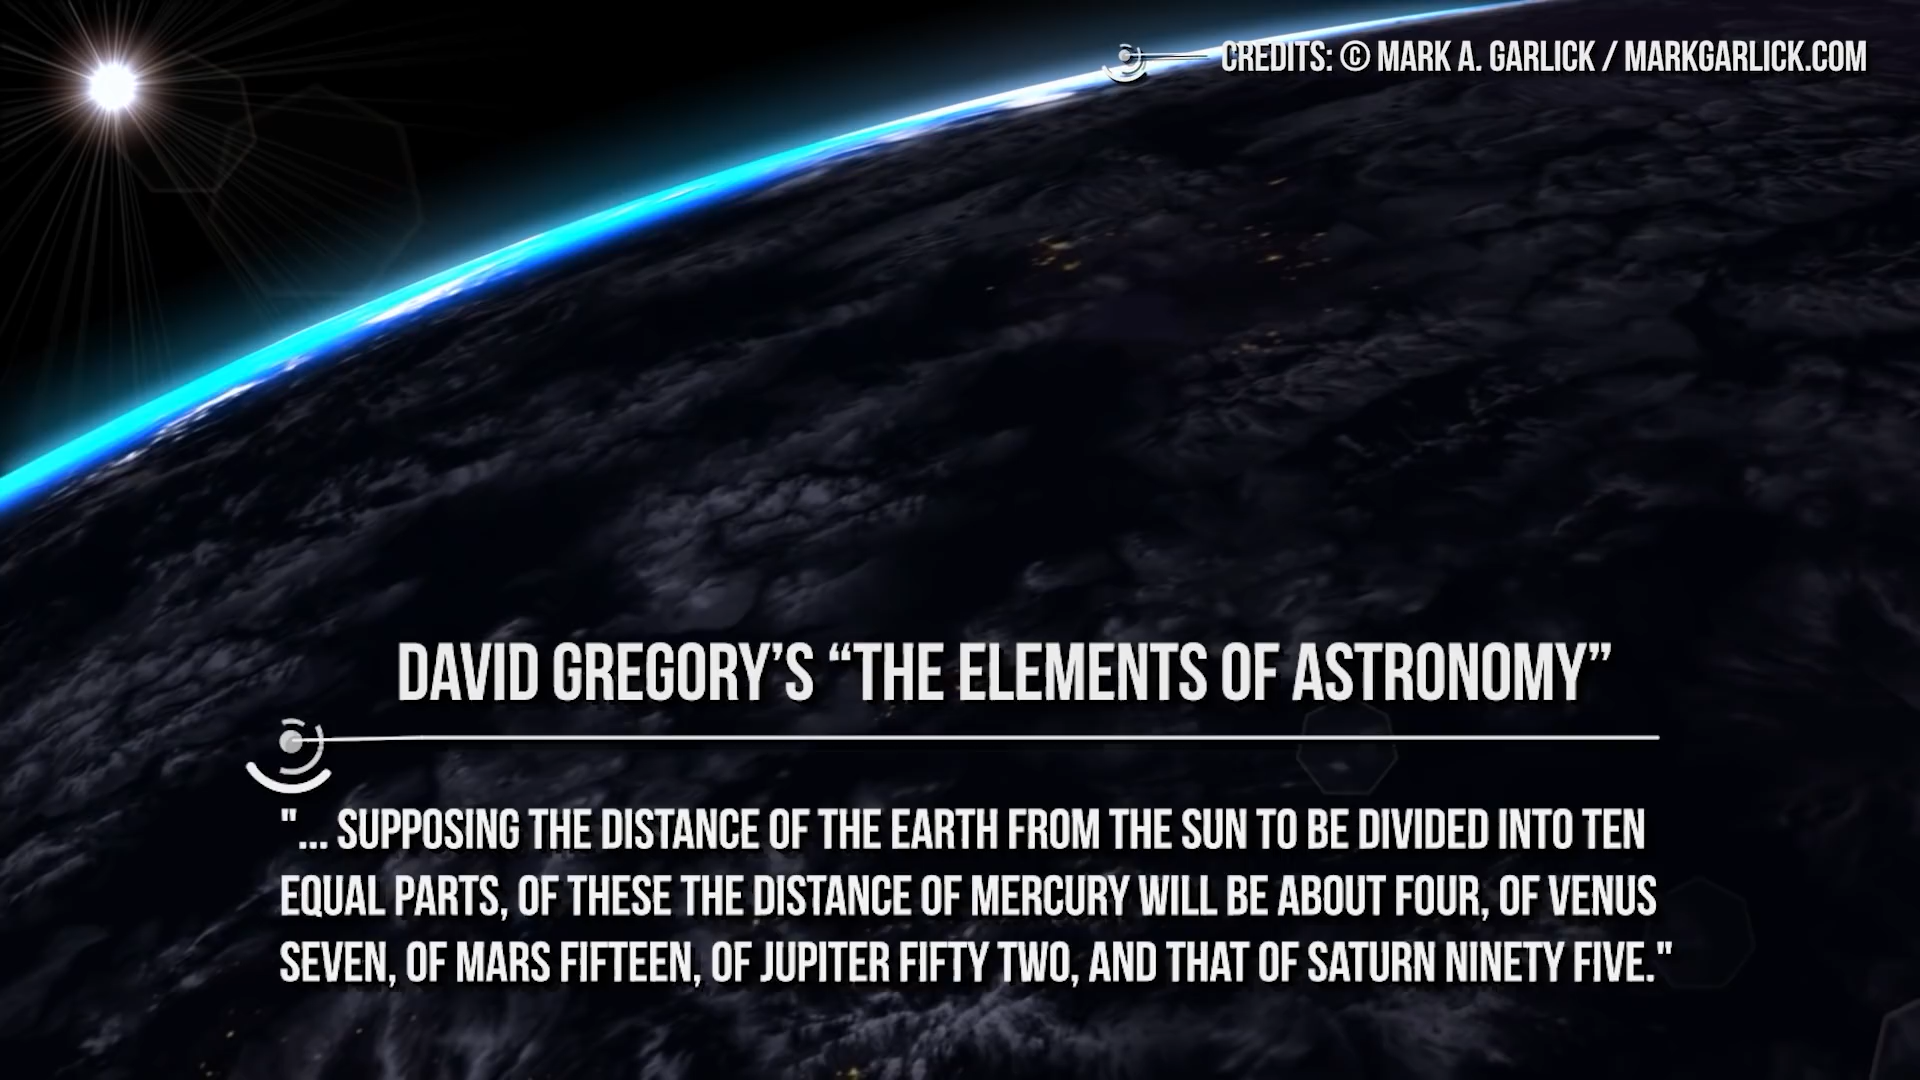 CREDITS: © MARK A. GARLICK / MARKGARLICK.COM
DAVID GREGORY'S “THE ELEMENTS OF ASTRONOMY”
"... SUPPOSING THE DISTANCE OF THE EARTH FROM THE SUN TO BE DIVIDED INTO TEN
EQUAL PARTS, OF THESE THE DISTANCE OF MERCURY WILL BE ABOUT FOUR, OF VENUS
SEVEN, OF MARS FIFTEEN, OF JUPITER FIFTY TWO, AND THAT OF SATURN NINETY FIVE."